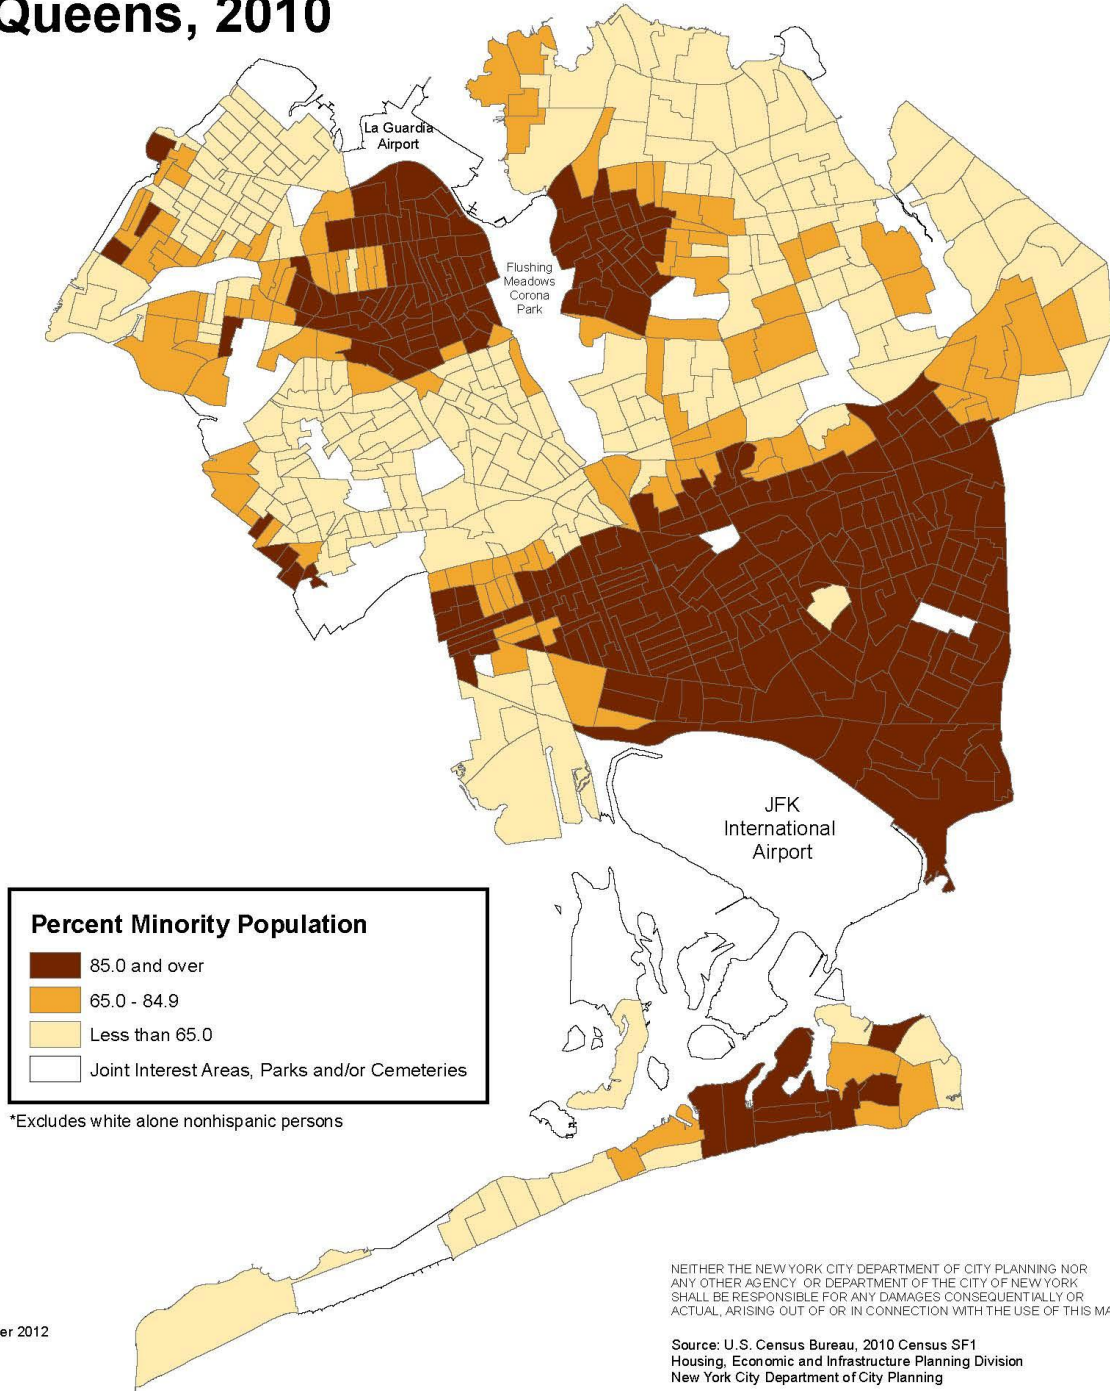 Queens, 2010
La Guardia
Airport
Flushing
Meadows
Corona
Park
JFK
International
Airport
Percent Minority Population
85.0 and over
65.0 - 84.9
Less than 65.0
Joint Interest Areas, Parks and/or Cemeteries
*Excludes white alone nonhispanic persons
NEITHER THE NEW YORK CITY DEPARTMENT OF CITY PLANNING NOR
ANY OTHER AGENCY OR DEPARTMENT OF THE CITY OF NEW YORK
SHALL BE RESPONSIBLE FOR ANY DAMAGES CONSEQUENTIALLY OR
ACTUAL, ARISING OUT OF OR IN CONNECTION WITH THE USE OF THIS MA
er 2012
Source: U.S. Census Bureau, 2010 Census SF1
Housing, Economic and Infrastructure Planning Division
New York City Department of City Planning